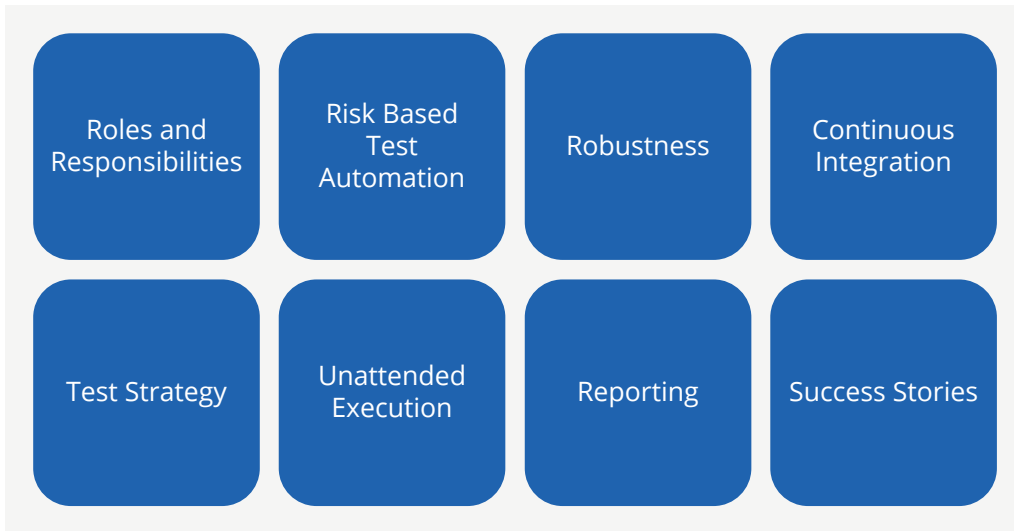 Roles and
Responsibilities
Risk Based
Test
Automation
Robustness
Continuous
Integration
Test Strategy
Unattended
Execution
Reporting
Success Stories